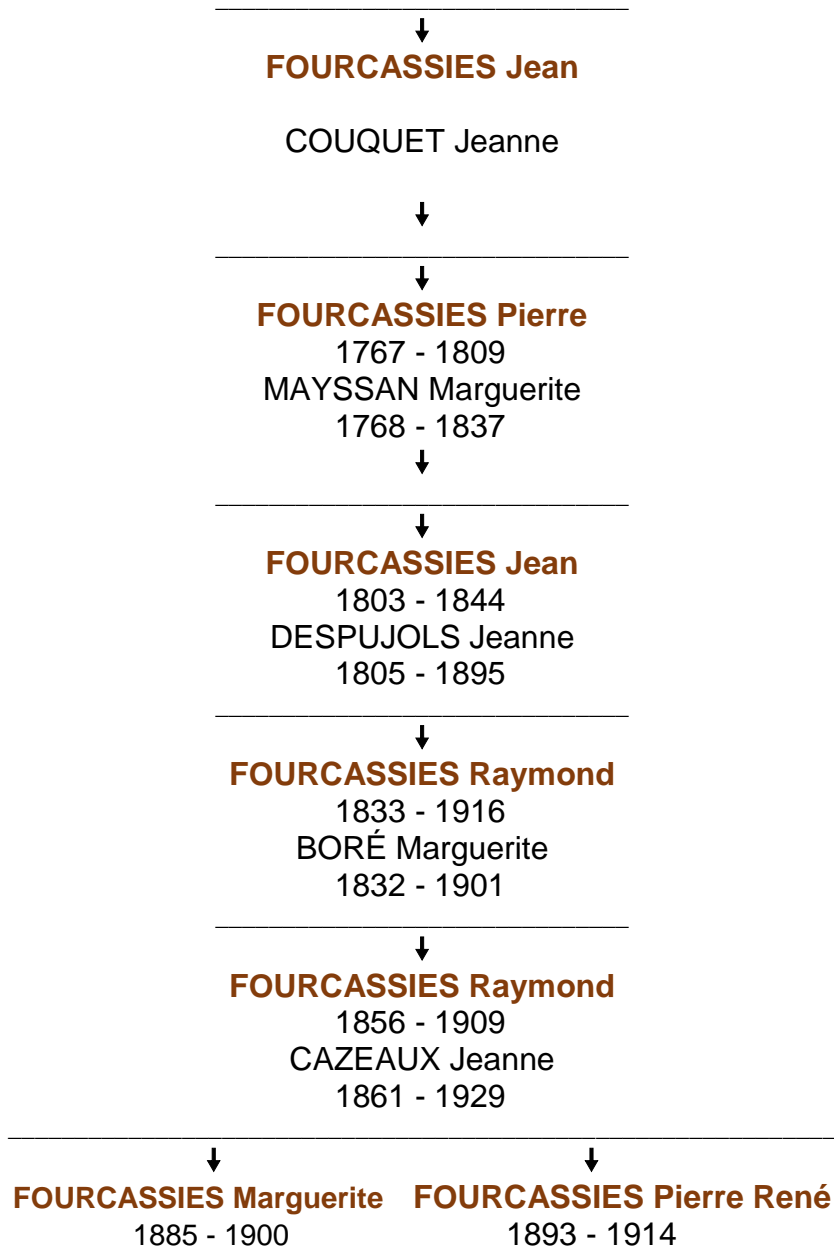 FOURCASSIES Jean
COUQUET Jeanne
FOURCASSIES Pierre
1767 - 1809
MAYSSAN Marguerite
1768 - 1837
FOURCASSIES Jean
1803 - 1844
DESPUJOLS Jeanne
1805 - 1895
FOURCASSIES Raymond
1833 - 1916
BORÉ Marguerite
1832 - 1901
FOURCASSIES Raymond
1856 - 1909
CAZEAUX Jeanne
1861 - 1929
FOURCASSIES Marguerite FOURCASSIES Pierre René
1885 - 1900 1893 - 1914